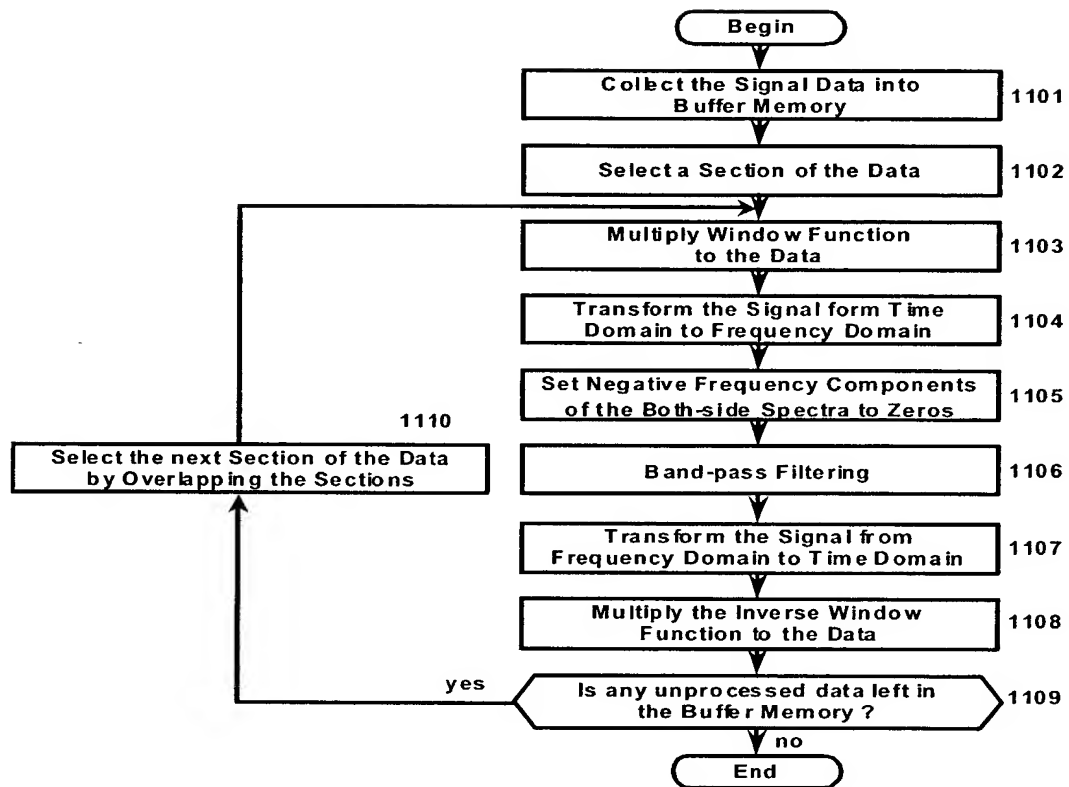 Begin
Collect the Signal Data into
Buffer Memory
1101
Select a Section of the Data
1102
Multiply Window Function
to the Data
1103
Transform the Signal form Time
Domain to Frequency Domain
1104
Set Negative Frequency Components
of the Both-side Spectra to Zeros
1105
1110
Select the next Section of the Data
by Overlapping the Sections
Band-pass Filtering
1106
Transform the Signal from
Frequency Domain to Time Domain
1107
Multiply the Inverse Window
Function to the Data
1108
yes
Is any unprocessed data left in
the Buffer Memory ?
1109
no
End